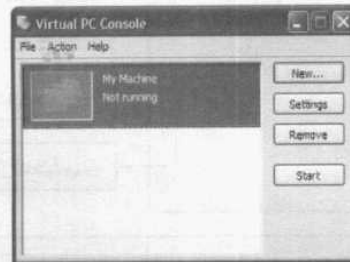 Virtual PC Console
File Action Help
My Machine
Not running
New...
Settings
Remove
Start